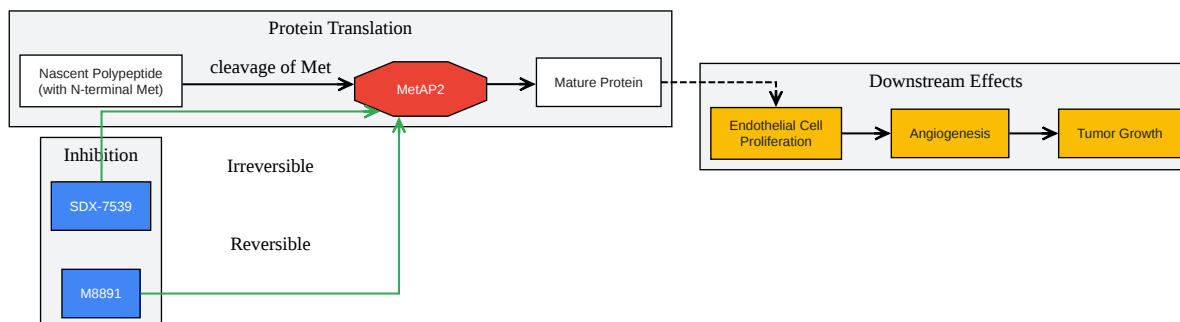 Protein Translation
Nascent Polypeptide
(with N-terminal Met)
cleavage of Met
MetAP2
Mature Protein
Downstream Effects
Endothelial Cell
Proliferation
Angiogenesis
Tumor Growth
Inhibition
Irreversible
SDX-7539
Reversible
M8891